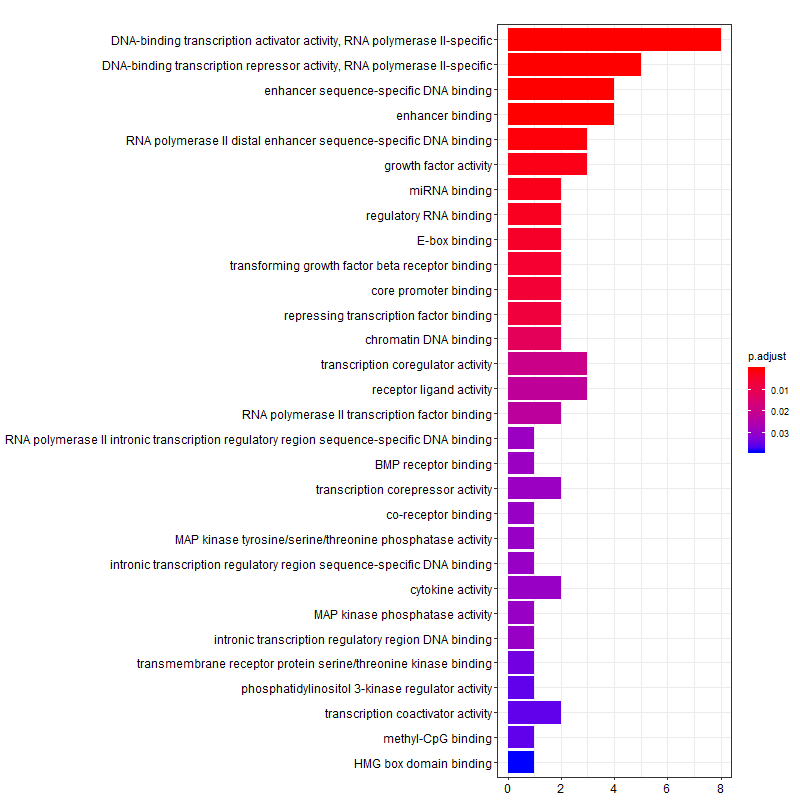 DNA-binding transcription activator activity, RNA polymerase II-specific
DNA-binding transcription repressor activity, RNA polymerase II-specific
enhancer sequence-specific DNA binding
enhancer binding
RNA polymerase II distal enhancer sequence-specific DNA binding
growth factor activity
miRNA binding
regulatory RNA binding
E-box binding
transforming growth factor beta receptor binding
core promoter binding
repressing transcription factor binding
chromatin DNA binding
transcription coregulator activity
receptor ligand activity
RNA polymerase II transcription factor binding
RNA polymerase II intronic transcription regulatory region sequence-specific DNA binding
BMP receptor binding
transcription corepressor activity
co-receptor binding
MAP kinase tyrosine/serine/threonine phosphatase activity
intronic transcription regulatory region sequence-specific DNA binding
cytokine activity
MAP kinase phosphatase activity
intronic transcription regulatory region DNA binding
transmembrane receptor protein serine/threonine kinase binding
phosphatidylinositol 3-kinase regulator activity
transcription coactivator activity
methyl-CpG binding
HMG box domain binding
0 2 4 6 8
p.adjust
0.01
0.02
0.03